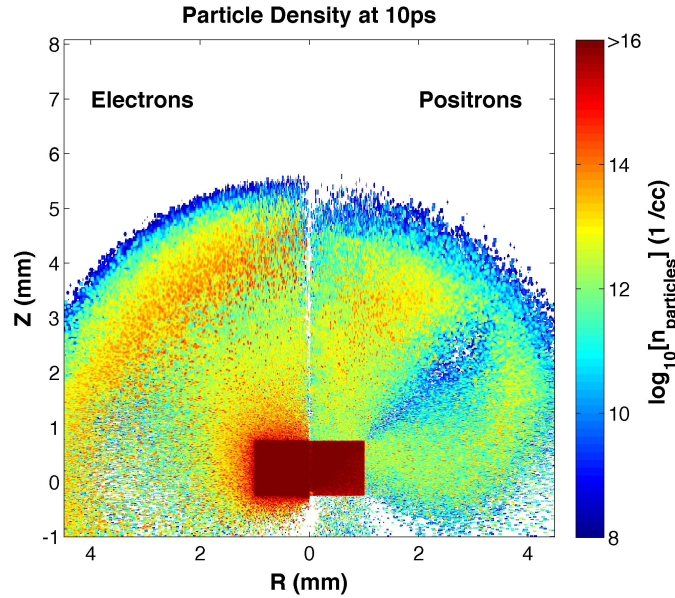 Particle Density at 10ps
Electrons
Positrons
8
7
6
5
4
3
2
1
0
-1
Z (mm)
4 2 0 2 4
R (mm)
>16
14
12
10
8
log10[nparticles] (1 /cc)